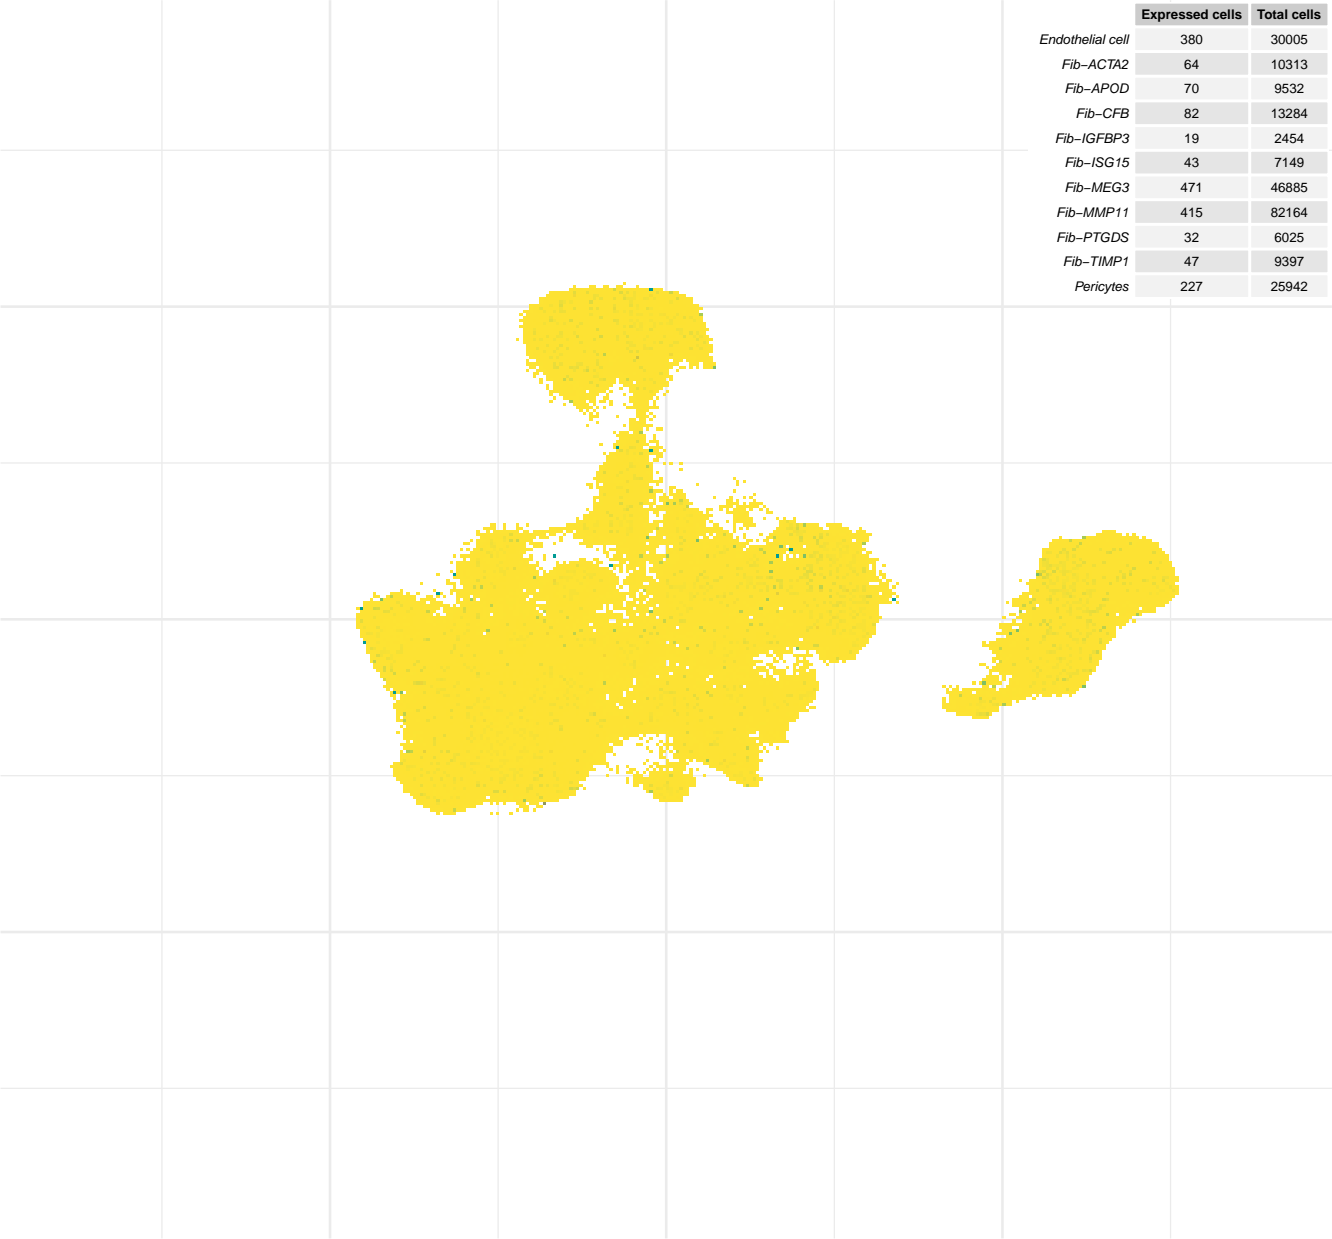 Expressed cells Total cells
Endothelial cell 380 30005
Fib−ACTA2 64 10313
Fib−APOD 70 9532
Fib−CFB 82 13284
Fib−IGFBP3 19 2454
Fib−ISG15 43 7149
Fib−MEG3 471 46885
Fib−MMP11 415 82164
Fib−PTGDS 32 6025
Fib−TIMP1 47 9397
Pericytes 227 25942